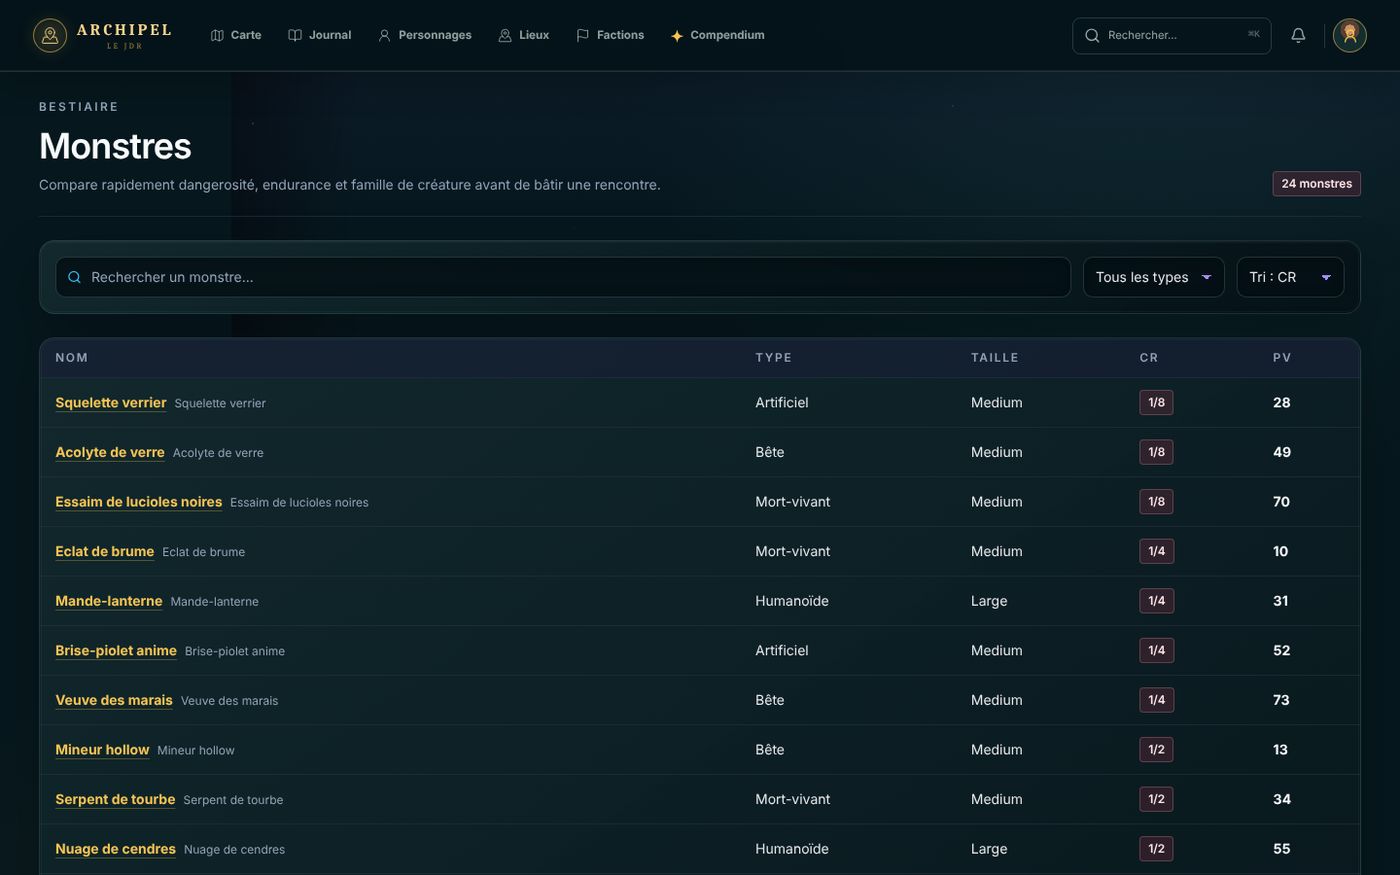 ARCHIPEL
LE JDR
Carte
Journal
Personnages
Lieux
Factions
Compendium
Rechercher...
⌘K
BESTIAIRE
Monstres
Compare rapidement dangerosité, endurance et famille de créature avant de bâtir une rencontre.
24 monstres
Rechercher un monstre...
Tous les types
Tri : CR
NOM TYPE TAILLE CR PV
Squelette verrier Squelette verrier Artificiel Medium 1/8 28
Acolyte de verre Acolyte de verre Bête Medium 1/8 49
Essaim de lucioles noires Essaim de lucioles noires Mort-vivant Medium 1/8 70
Eclat de brume Eclat de brume Mort-vivant Medium 1/4 10
Mande-lanterne Mande-lanterne Humanoïde Large 1/4 31
Brise-piolet anime Brise-piolet anime Artificiel Medium 1/4 52
Veuve des marais Veuve des marais Bête Medium 1/4 73
Mineur hollow Mineur hollow Bête Medium 1/2 13
Serpent de tourbe Serpent de tourbe Mort-vivant Medium 1/2 34
Nuage de cendres Nuage de cendres Humanoïde Large 1/2 55